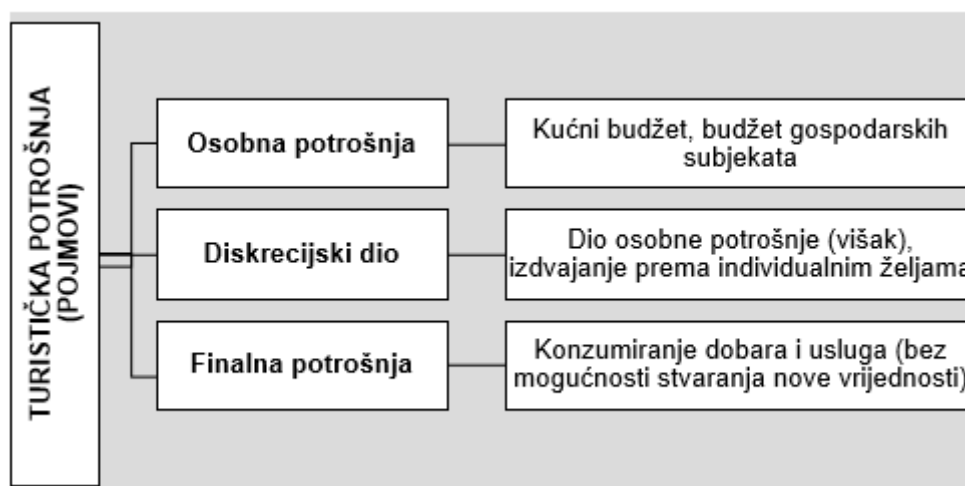 TURISTIČKA POTROŠNJA
(POJMOVI)
Osobna potrošnja
Kućni budžet, budžet gospodarskih
subjekata
Diskrecijski dio
Dio osobne potrošnje (višak),
izdvajanje prema individualnim željama
Finalna potrošnja
Konzumiranje dobara i usluga (bez
mogućnosti stvaranja nove vrijednosti)